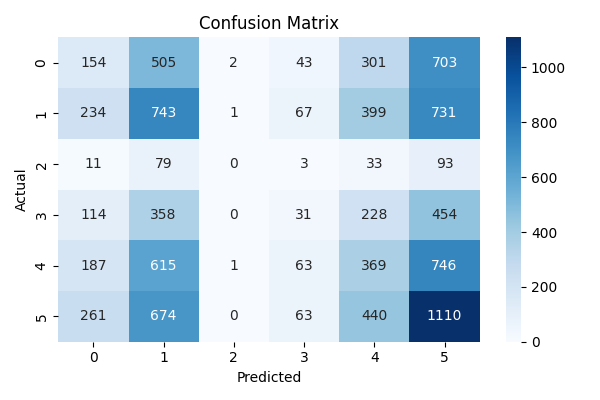 Confusion Matrix
Actual
0 154 505 2 43 301 703
1 234 743 1 67 399 731
2 11 79 0 3 33 93
3 114 358 0 31 228 454
4 187 615 1 63 369 746
5 261 674 0 63 440 1110
0 1 2 3 4 5
Predicted
1000
800
600
400
200
0